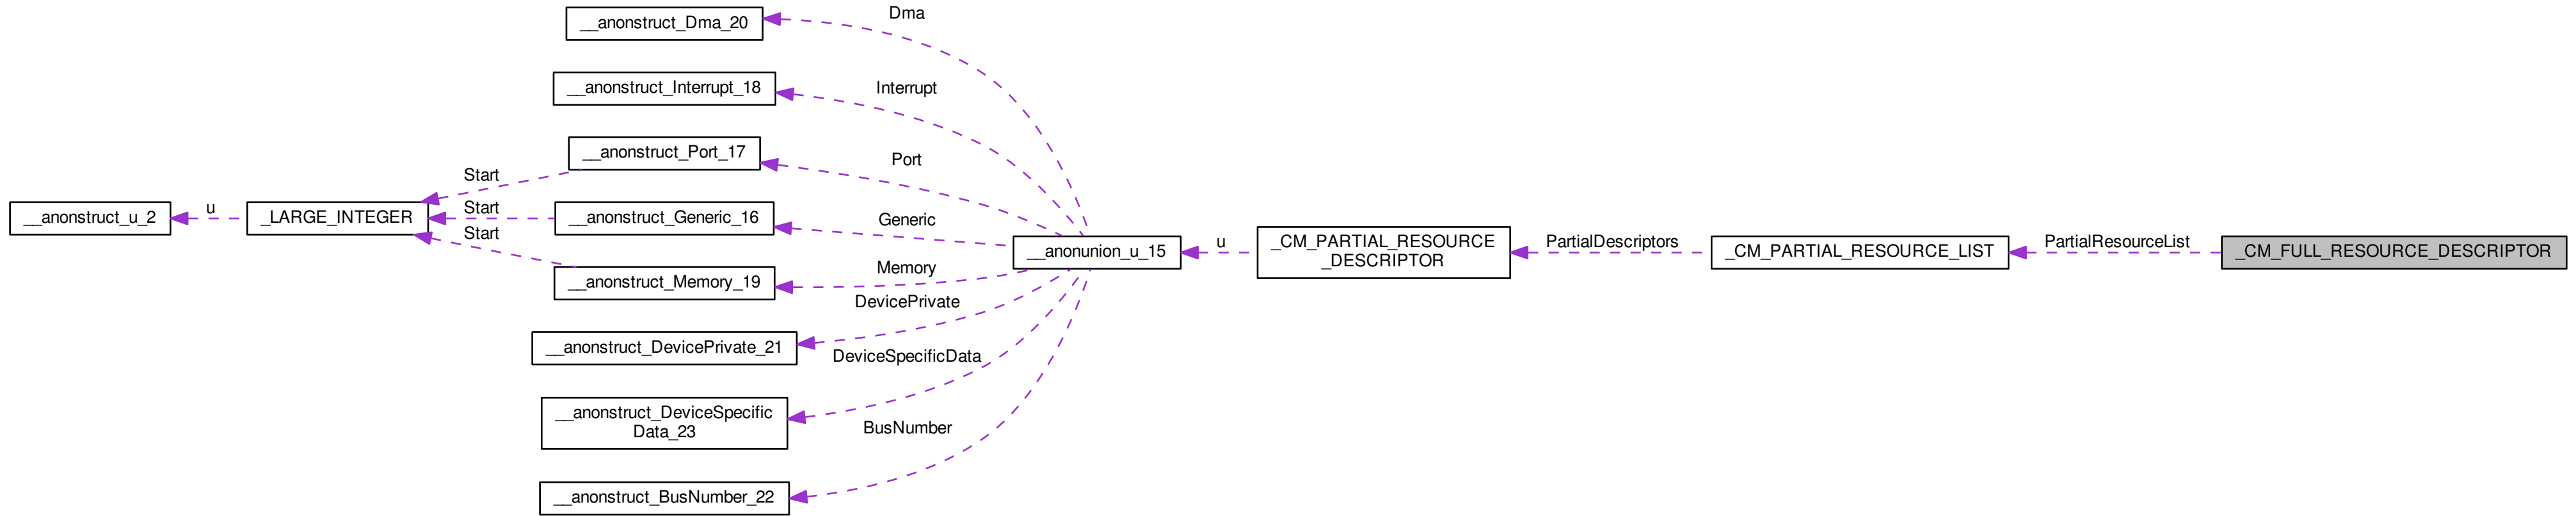 __anonstruct_Dma_20
Dma
__anonstruct_Interrupt_18
Interrupt
__anonstruct_Port_17
Port
Start
__anonstruct_u_2
u
_LARGE_INTEGER
Start
__anonstruct_Generic_16
Generic
Start
__anonstruct_Memory_19
Memory
__anonunion_u_15
u
_CM_PARTIAL_RESOURCE
_DESCRIPTOR
PartialDescriptors
_CM_PARTIAL_RESOURCE_LIST
PartialResourceList
_CM_FULL_RESOURCE_DESCRIPTOR
DevicePrivate
__anonstruct_DevicePrivate_21
DeviceSpecificData
__anonstruct_DeviceSpecific
Data_23
BusNumber
__anonstruct_BusNumber_22